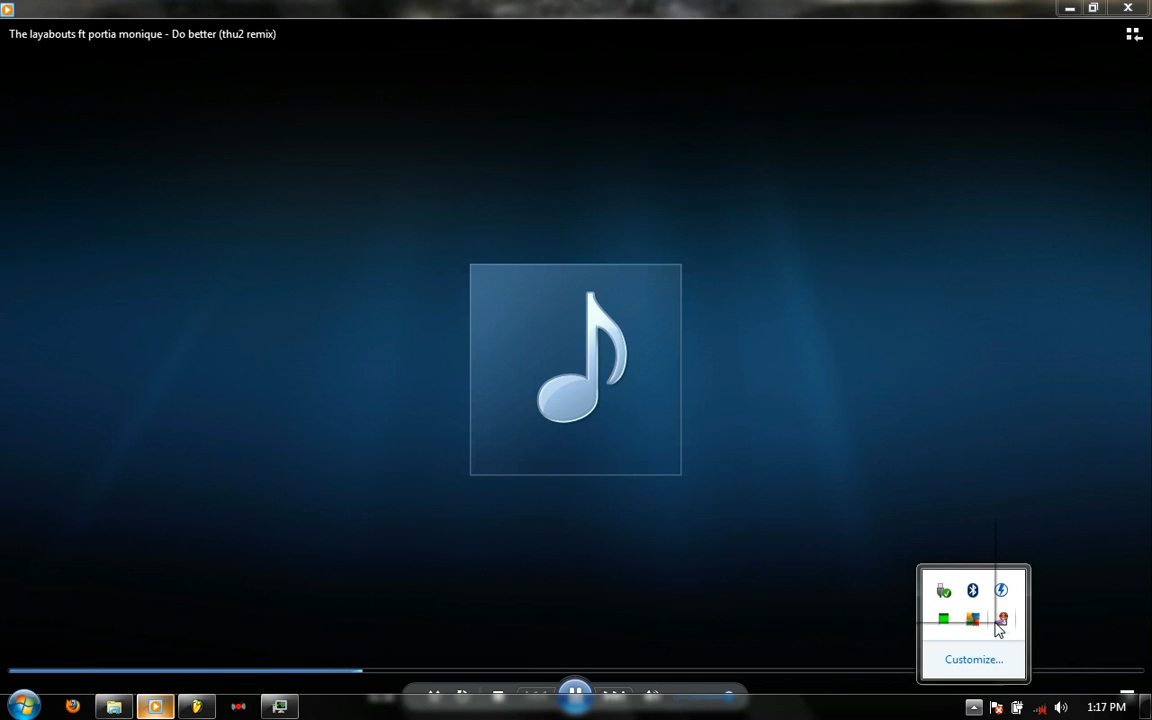 The layabouts ft portia monique - Do better (thu2 remix)
Customize...
1:17 PM